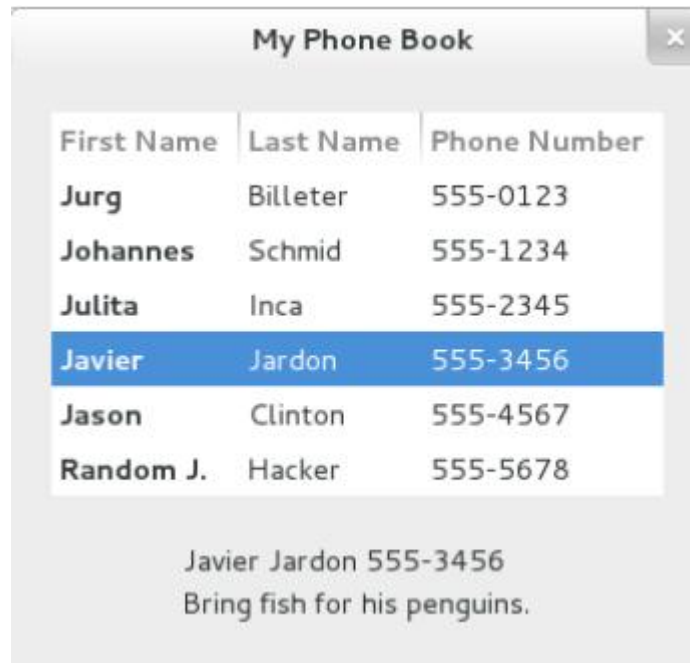 My Phone Book
First Name Last Name Phone Number
Jurg Billeter 555-0123
Johannes Schmid 555-1234
Julita Inca 555-2345
Javier Jardon 555-3456
Jason Clinton 555-4567
Random J. Hacker 555-5678
Javier Jardon 555-3456
Bring fish for his penguins.